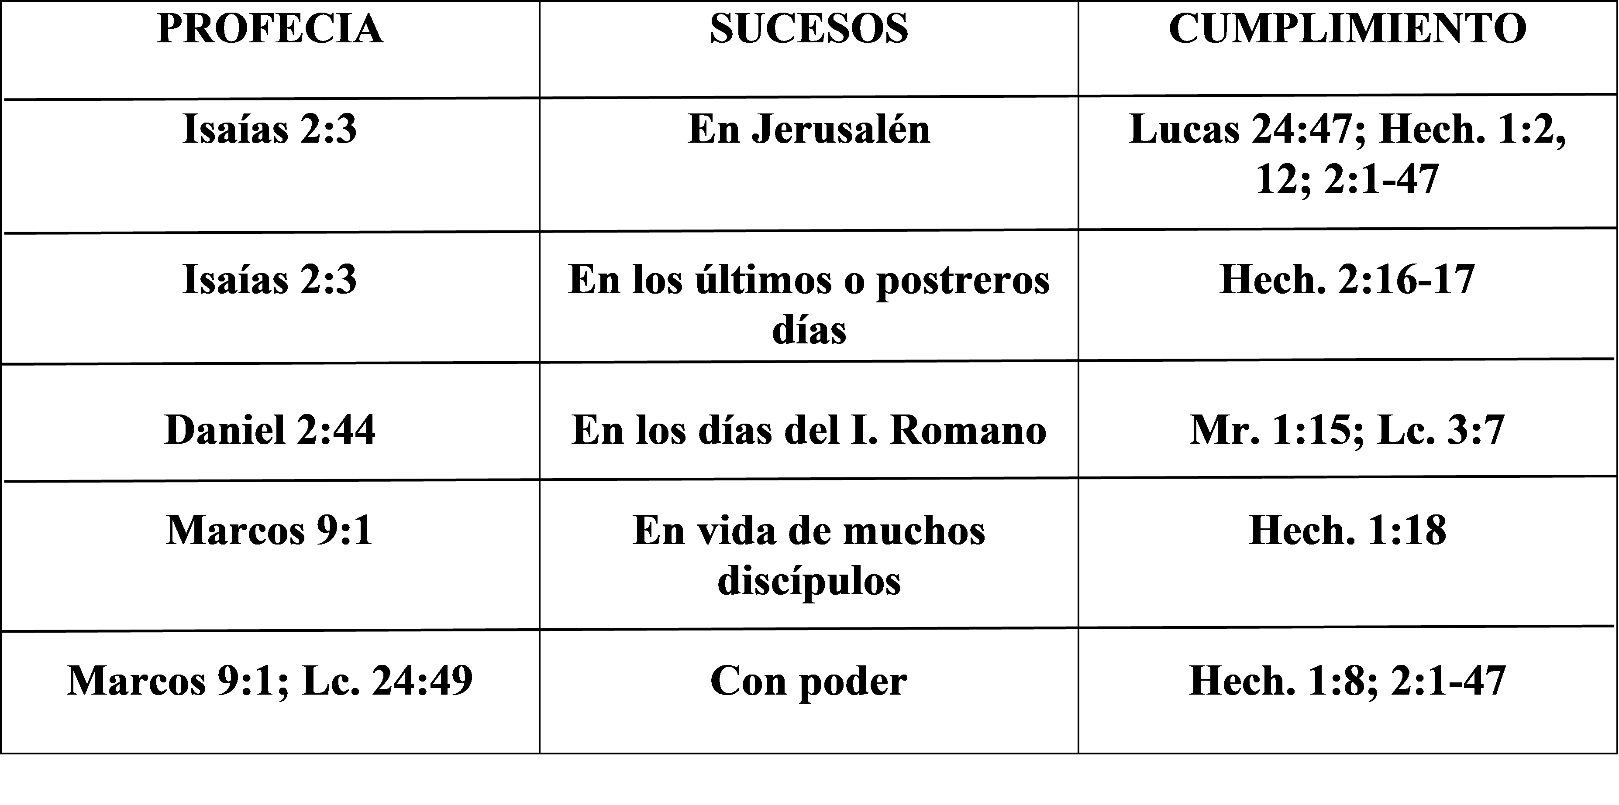 PROFECIA SUCESOS CUMPLIMIENTO
Isaías 2:3 En Jerusalén Lucas 24:47; Hech. 1:2,
12; 2:1-47
Isaías 2:3 En los últimos o postreros Hech. 2:16-17
días
Daniel 2:44 En los días del I. Romano Mr. 1:15; Lc. 3:7
Marcos 9:1 En vida de muchos Hech. 1:18
discípulos
Marcos 9:1; Lc. 24:49 Con poder Hech. 1:8; 2:1-47